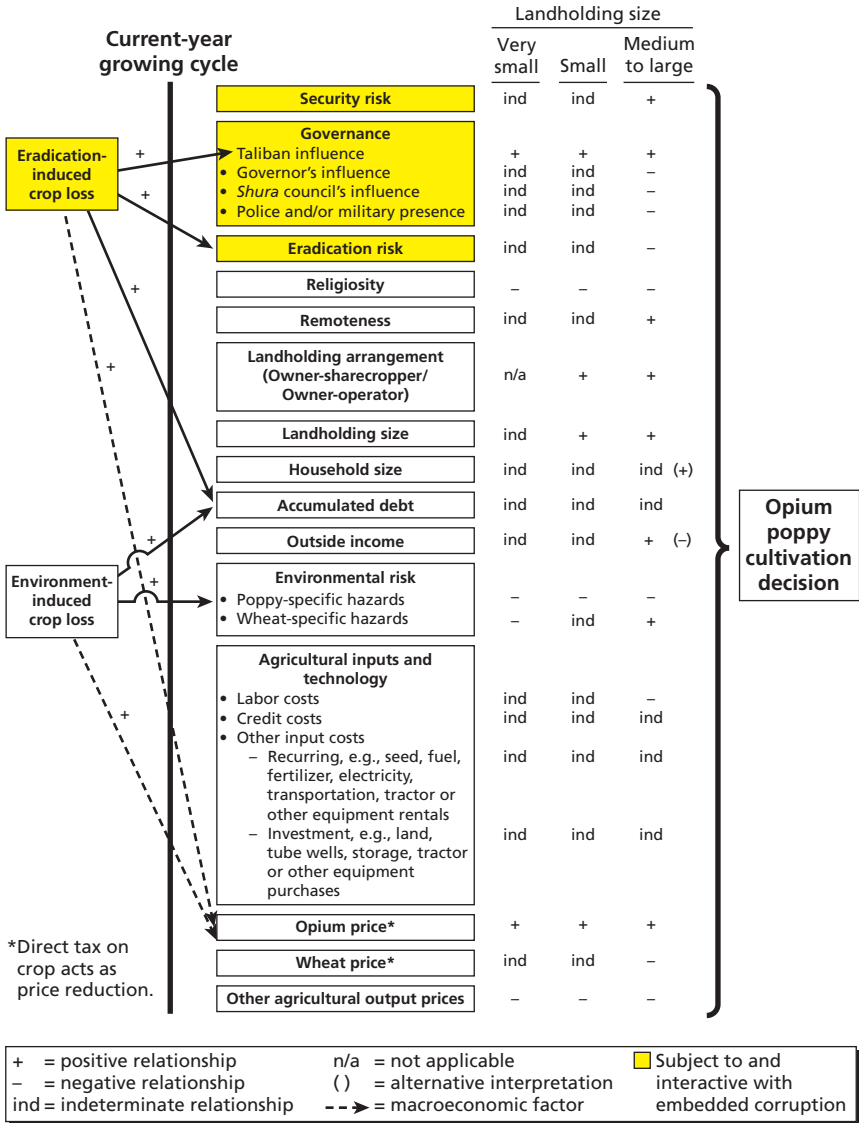 Landholding size
Current-year
growing cycle
Very
small
Small
Medium
to large
Security risk ind ind +
Governance
Taliban influence + + +
• Governor's influence ind ind –
• Shura council's influence ind ind –
• Police and/or military presence ind ind –
Eradication-
induced
crop loss
+
+
Eradication risk ind ind –
+
Religiosity – – –
Remoteness ind ind +
+
Landholding arrangement
(Owner-sharecropper/
Owner-operator)
n/a + +
Landholding size ind + +
Household size ind ind ind (+)
Accumulated debt ind ind ind
Outside income ind ind + (–)
Opium
poppy
cultivation
decision
+
+
Environment-
induced
crop loss
Environmental risk
• Poppy-specific hazards – – –
• Wheat-specific hazards – ind +
+
Agricultural inputs and
technology
• Labor costs ind ind –
• Credit costs ind ind ind
• Other input costs
– Recurring, e.g., seed, fuel, ind ind ind
fertilizer, electricity,
transportation, tractor or
other equipment rentals
– Investment, e.g., land, ind ind ind
tube wells, storage, tractor
or other equipment
purchases
Opium price* + + +
Wheat price* ind ind –
Other agricultural output prices – – –
*Direct tax on
crop acts as
price reduction.
+ = positive relationship
– = negative relationship
ind = indeterminate relationship
n/a = not applicable
( ) = alternative interpretation
= macroeconomic factor
Subject to and
interactive with
embedded corruption